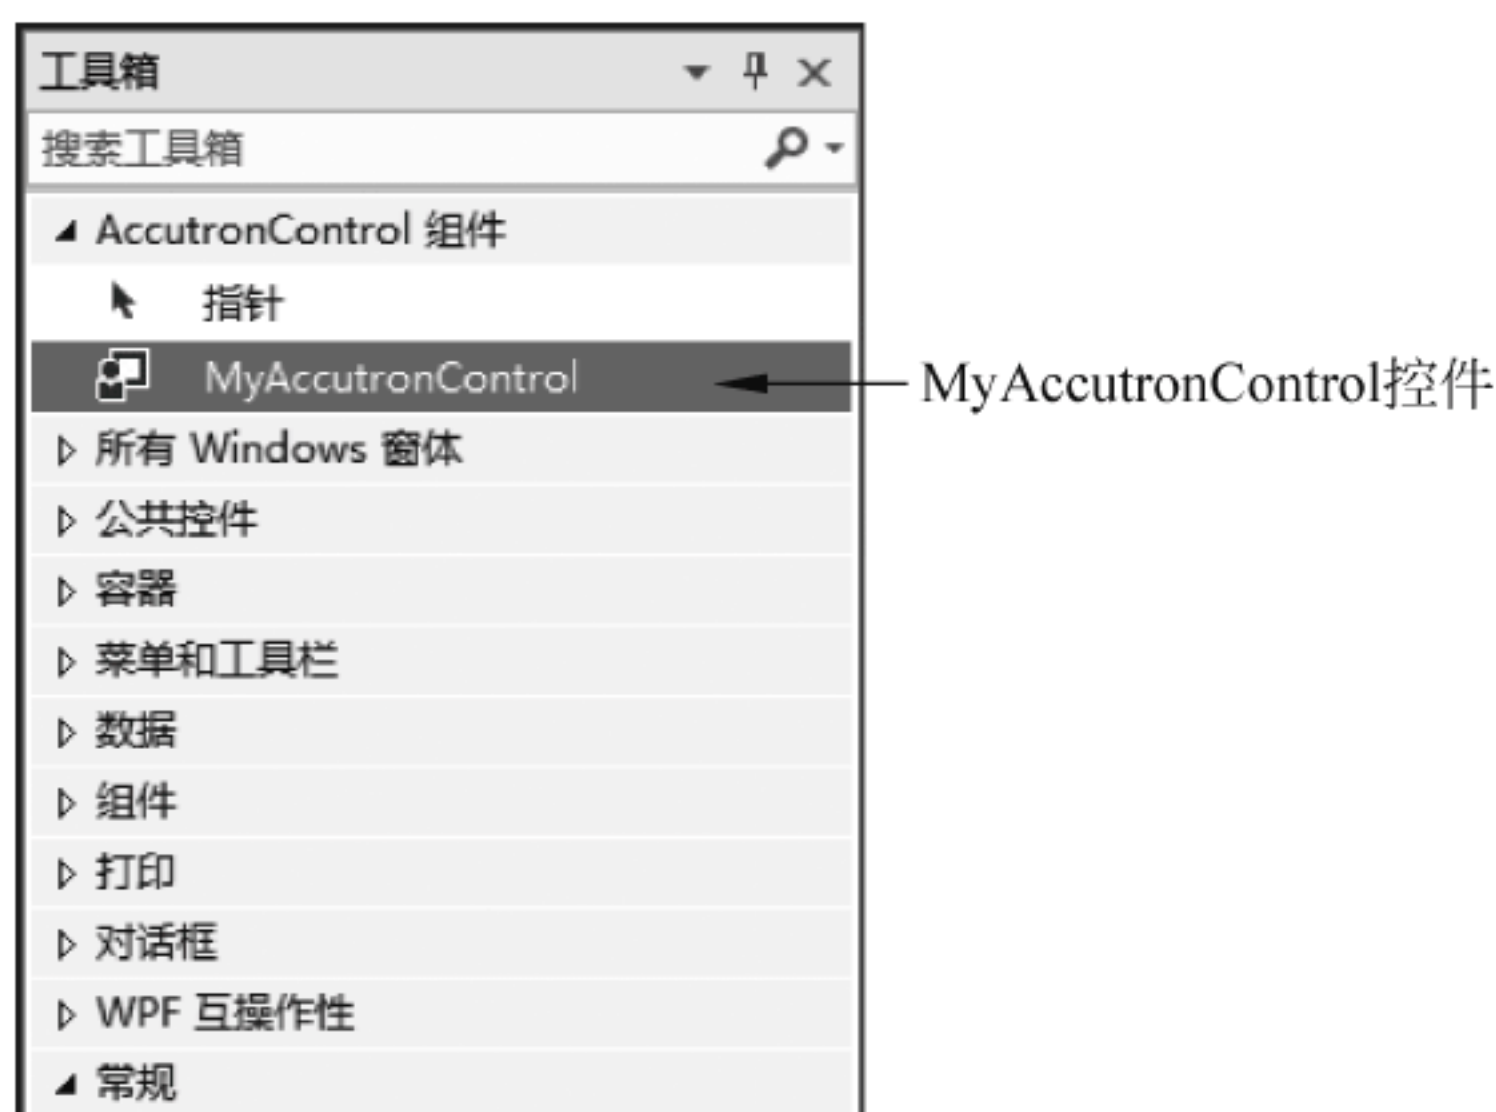 工具箱
搜索工具箱
AccutronControl 组件
指针
MyAccutronControl
MyAccutronControl控件
所有 Windows 窗体
公共控件
容器
菜单和工具栏
数据
组件
打印
对话框
WPF 互操作性
常规